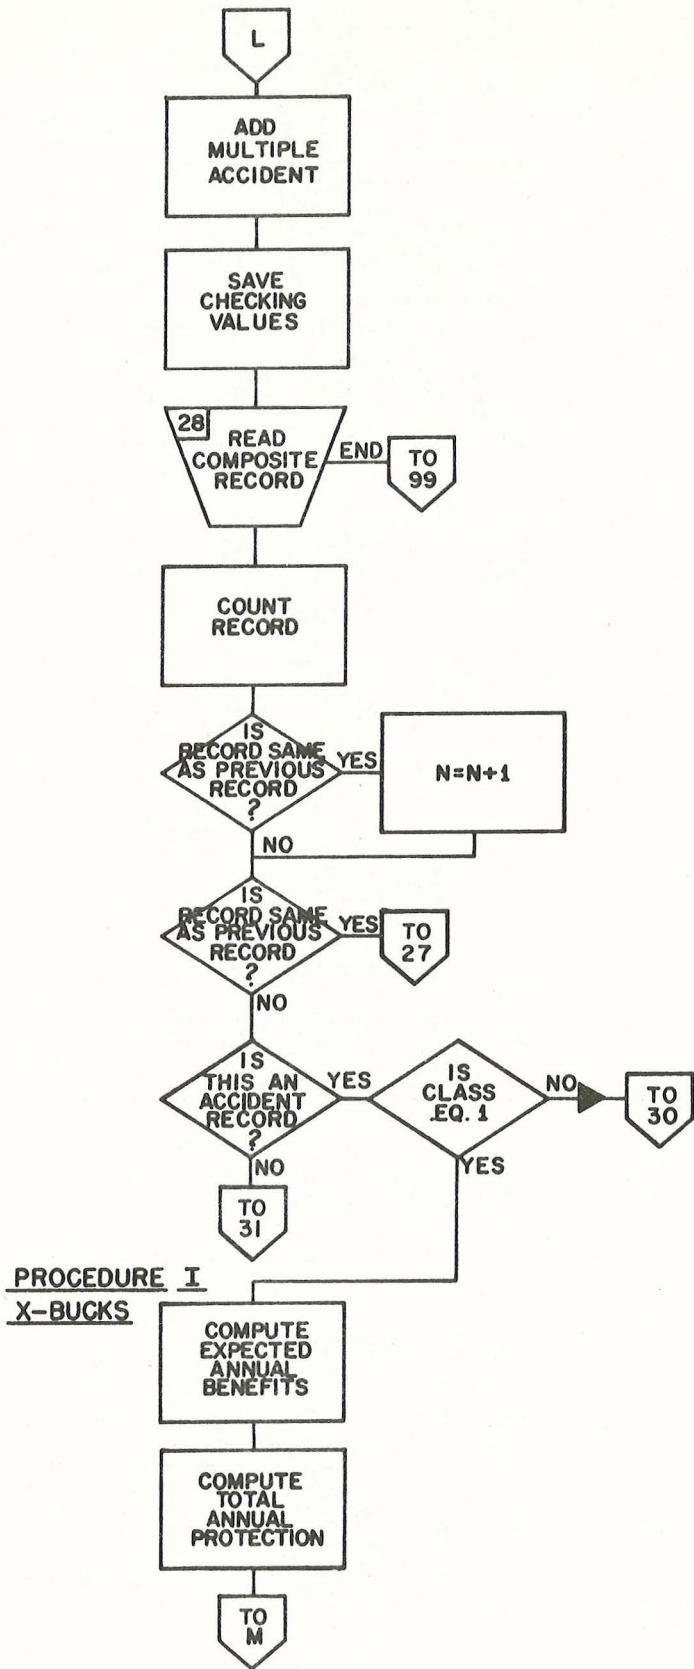 L
ADD
MULTIPLE
ACCIDENT
SAVE
CHECKING
VALUES
28
READ
COMPOSITE
RECORD
END
TO
99
COUNT
RECORD
IS
RECORD SAME
AS PREVIOUS
RECORD
?
YES
N=N+1
NO
IS
RECORD SAME
AS PREVIOUS
RECORD
?
YES
TO
27
NO
IS
THIS AN
ACCIDENT
RECORD
?
YES
IS
CLASS
.EQ. 1
NO
TO
30
NO
YES
TO
31
PROCEDURE I
X-BUCKS
COMPUTE
EXPECTED
ANNUAL
BENEFITS
COMPUTE
TOTAL
ANNUAL
PROTECTION
TO
M